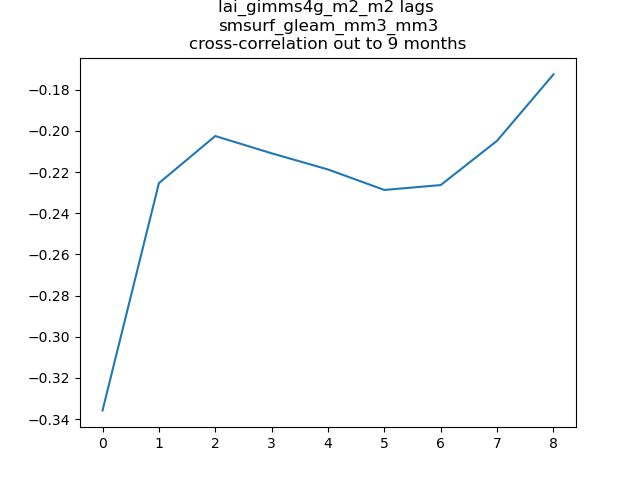 lai_gimms4g_m2_m2 lags
smsurf_gleam_mm3_mm3
cross-correlation out to 9 months
−0.18
−0.20
−0.22
−0.24
−0.26
−0.28
−0.30
−0.32
−0.34
0 1 2 3 4 5 6 7 8